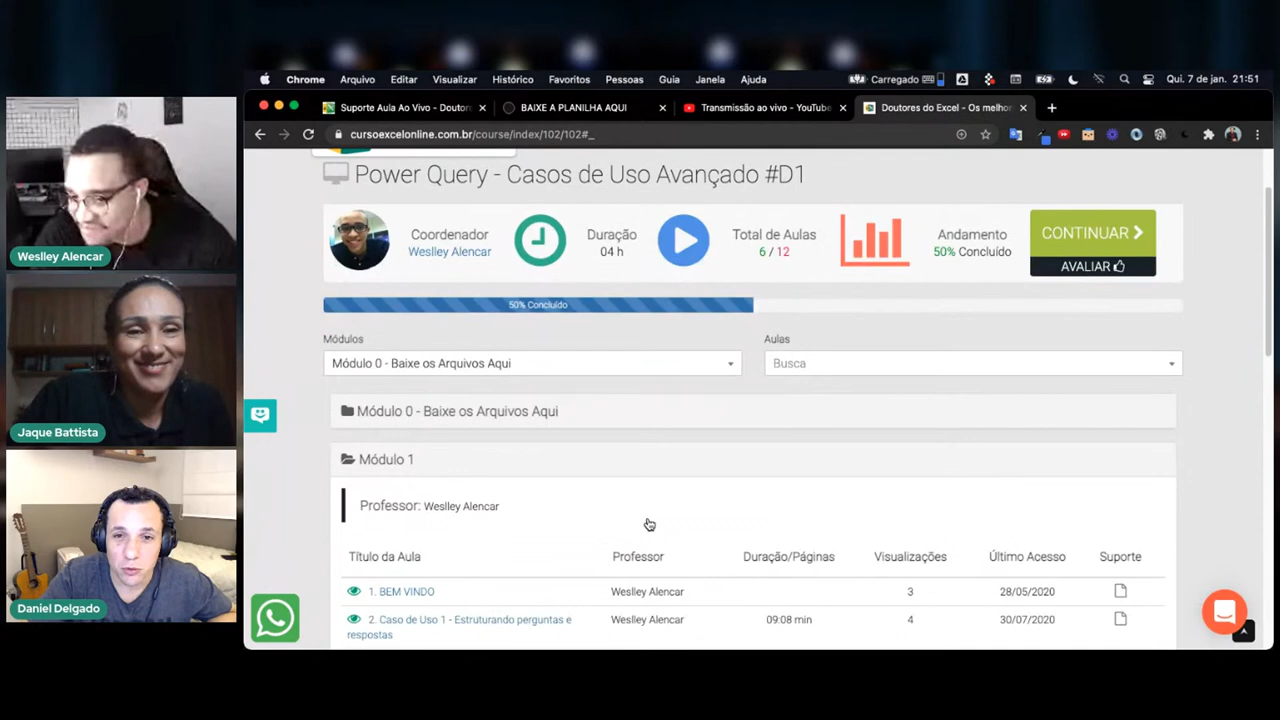 Chrome Arquivo Editar Visualizar Histórico Favoritos Pessoas Guia Janela Ajuda Carregado Qui. 7 de jan. 21:51
Suporte Aula Ao Vivo - Doutore
BAIXE A PLANILHA AQUI
Transmissão ao vivo - YouTube
Doutores do Excel - Os melhor
cursoexcelonline.com.br/course/index/102/102#_
Power Query - Casos de Uso Avançado #D1
Coordenador
Weslley Alencar
Duração
04 h
Total de Aulas
6 / 12
Andamento
50% Concluído
CONTINUAR
AVALIAR
50% Concluído
Módulos
Aulas
Módulo 0 - Baixe os Arquivos Aqui
Busca
Módulo 0 - Baixe os Arquivos Aqui
Módulo 1
Professor: Weslley Alencar
Título da Aula Professor Duração/Páginas Visualizações Último Acesso Suporte
1. BEM VINDO Weslley Alencar 3 28/05/2020
2. Caso de Uso 1 - Estruturando perguntas e Weslley Alencar 09:08 min 4 30/07/2020
respostas
Weslley Alencar
Jaque Battista
Daniel Delgado